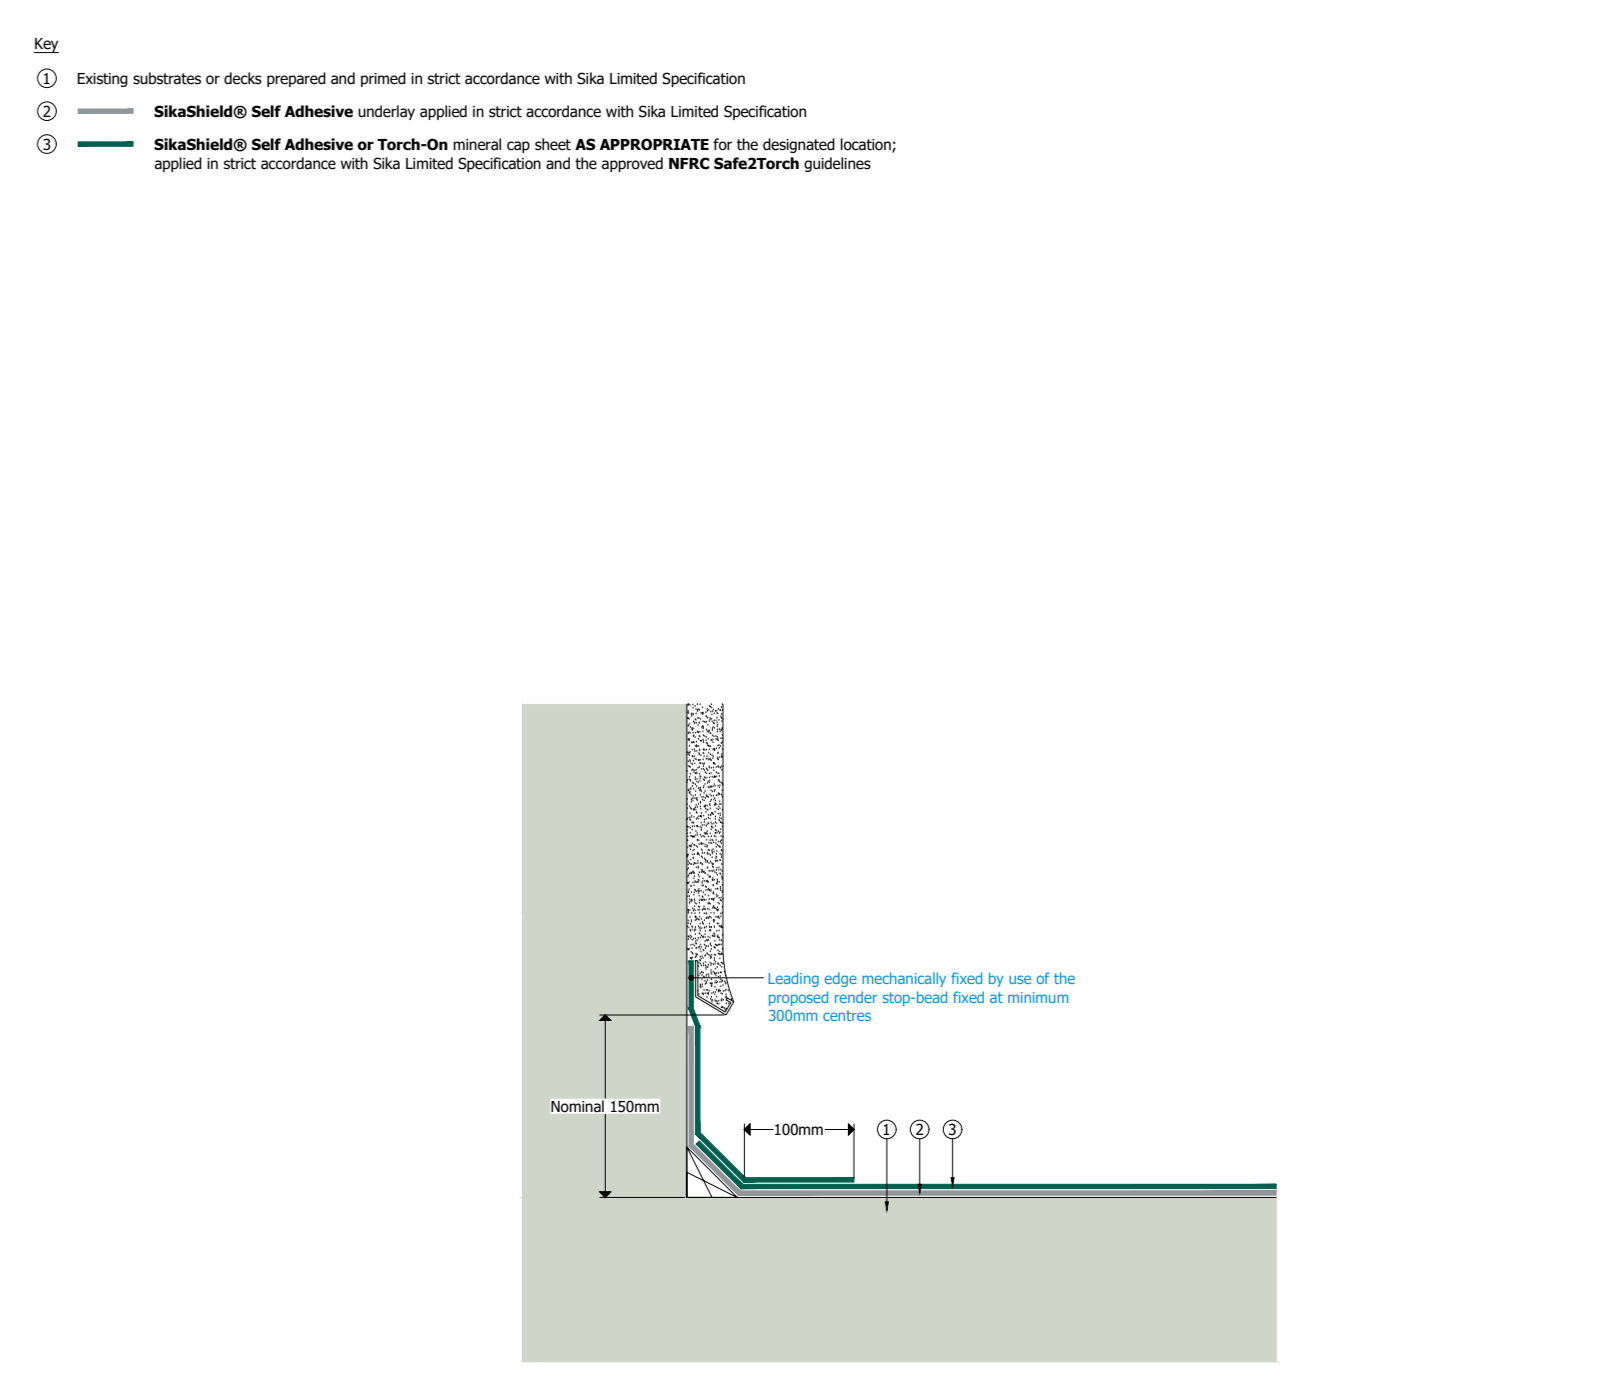 Key
1 Existing substrates or decks prepared and primed in strict accordance with Sika Limited Specification
2 SikaShield® Self Adhesive underlay applied in strict accordance with Sika Limited Specification
3 SikaShield® Self Adhesive or Torch-On mineral cap sheet AS APPROPRIATE for the designated location;
applied in strict accordance with Sika Limited Specification and the approved NFRC Safe2Torch guidelines
Leading edge mechanically fixed by use of the
proposed render stop-bead fixed at minimum
300mm centres
Nominal 150mm
100mm
1 2 3